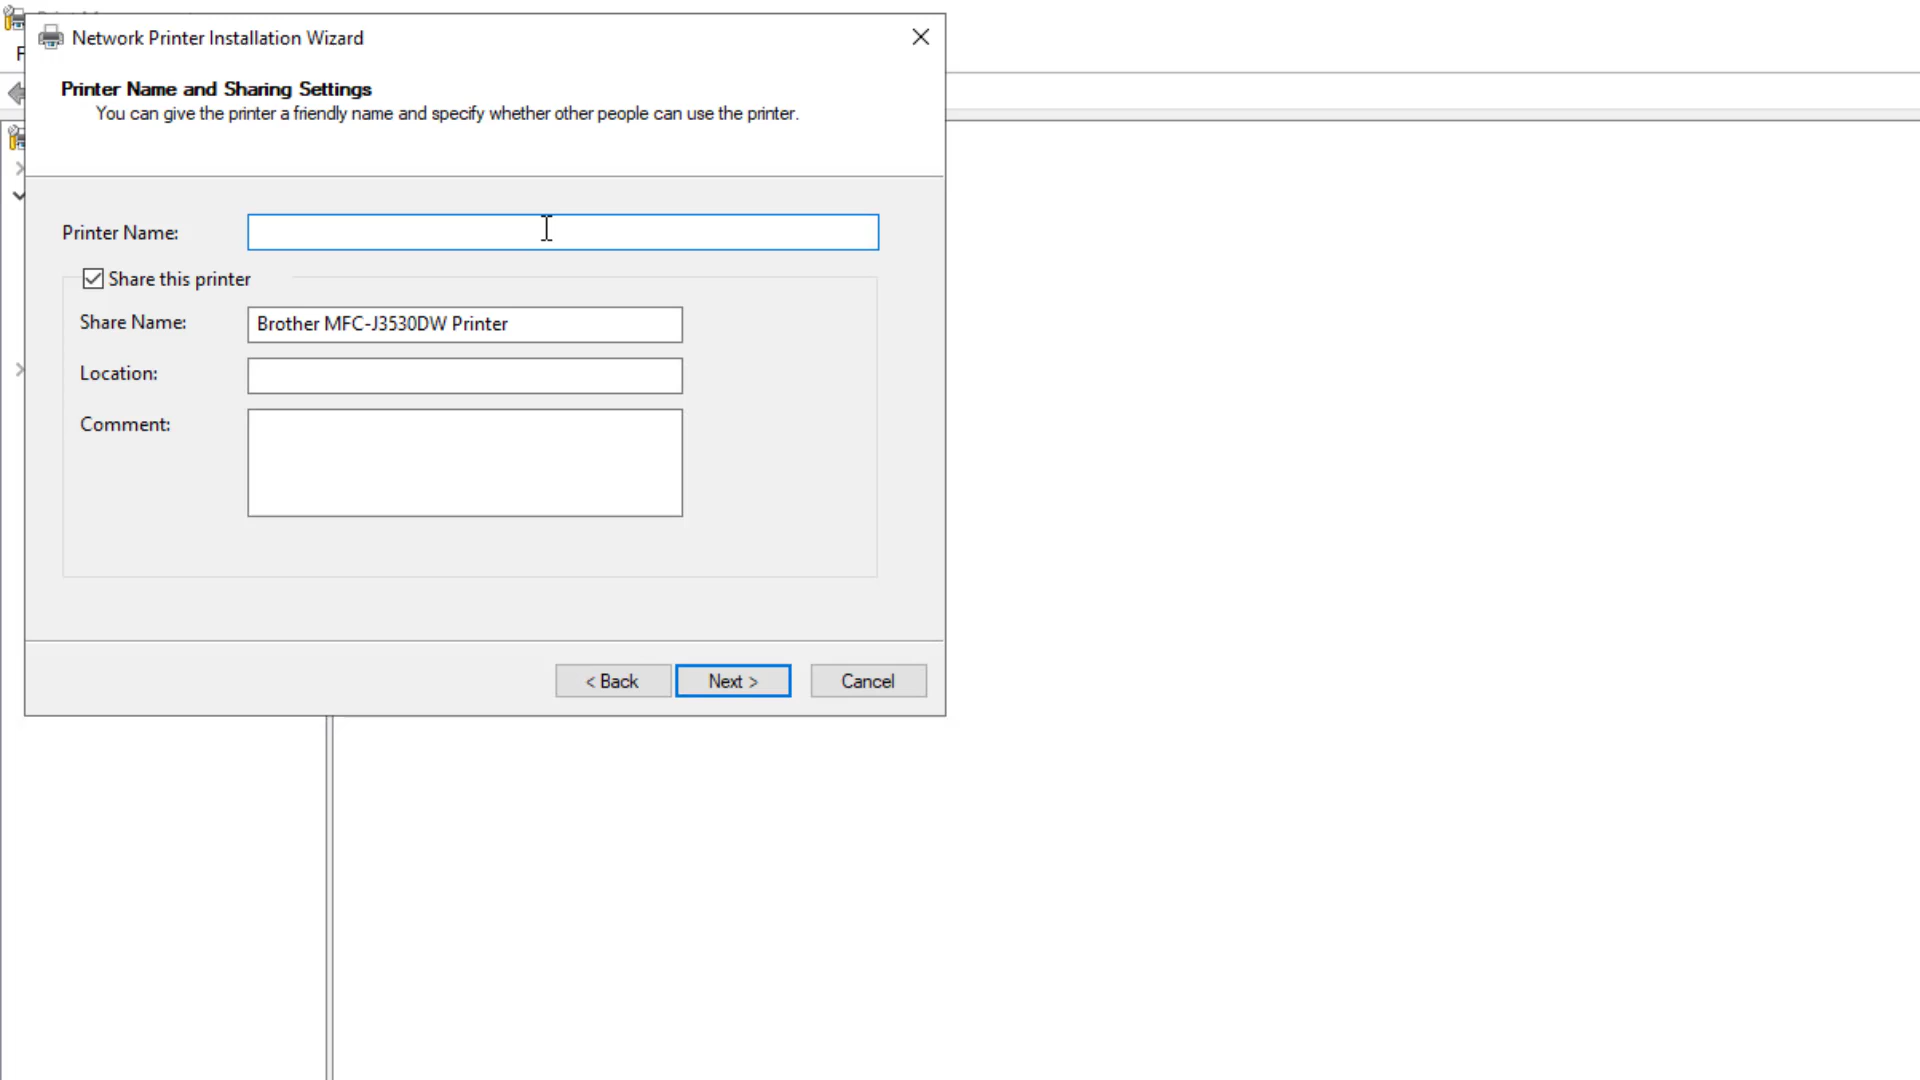 Network Printer Installation Wizard
Printer Name and Sharing Settings
You can give the printer a friendly name and specify whether other people can use the printer.
Printer Name:
Share this printer
Share Name: Brother MFC-J3530DW Printer
Location:
Comment:
< Back Next > Cancel